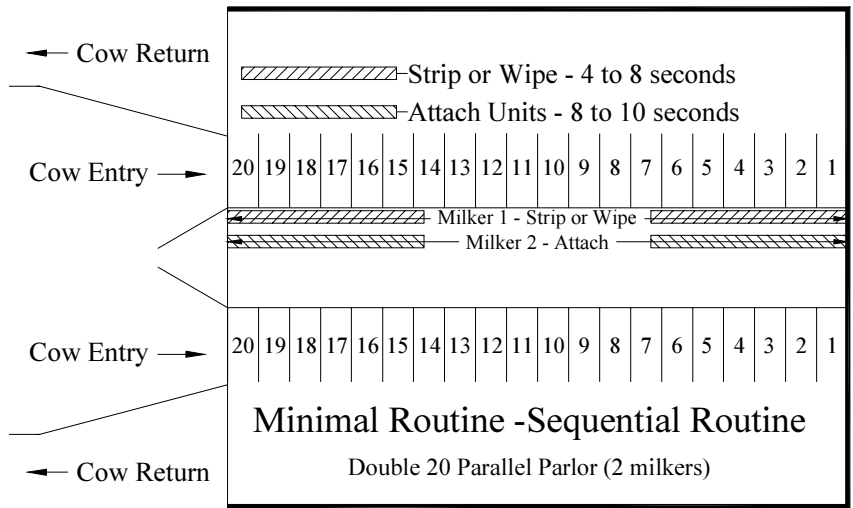 Cow Return
Strip or Wipe - 4 to 8 seconds
Attach Units - 8 to 10 seconds
Cow Entry
20 19 18 17 16 15 14 13 12 11 10 9 8 7 6 5 4 3 2 1
Milker 1 - Strip or Wipe
Milker 2 - Attach
Cow Entry
20 19 18 17 16 15 14 13 12 11 10 9 8 7 6 5 4 3 2 1
Minimal Routine -Sequential Routine
Double 20 Parallel Parlor (2 milkers)
Cow Return